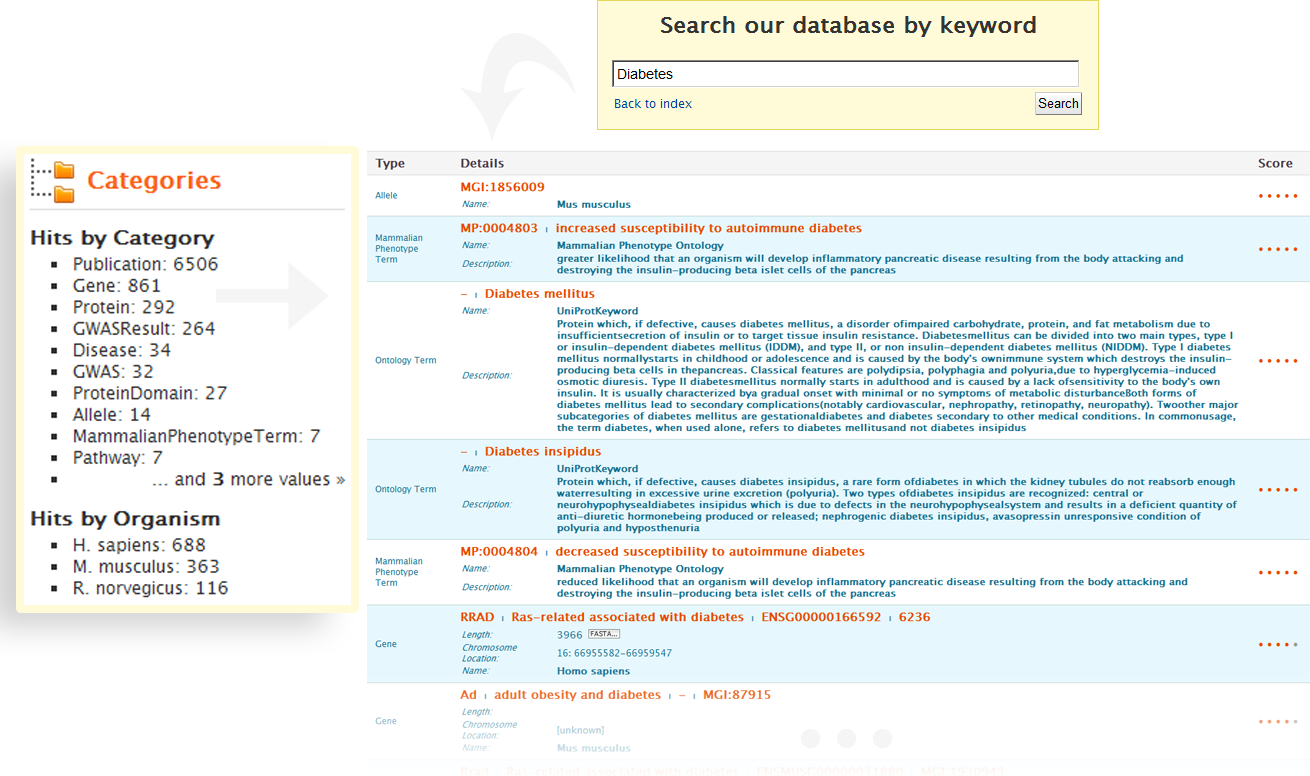 Search our database by keyword
Diabetes
Back to index
Search
Categories
Hits by Category
Publication: 6506
Gene: 861
Protein: 292
GWASResult: 264
Disease: 34
GWAS: 32
ProteinDomain: 27
Allele: 14
MammalianPhenotypeTerm: 7
Pathway: 7
... and 3 more values »
Hits by Organism
H. sapiens: 688
M. musculus: 363
R. norvegicus: 116
Type Details Score
Allele
MGI:1856009
Name: Mus musculus
Mammalian
Phenotype
Term
MP:0004803 ı increased susceptibility to autoimmune diabetes
Name: Mammalian Phenotype Ontology
Description:
greater likelihood that an organism will develop inflammatory pancreatic disease resulting from the body attacking and
destroying the insulin-producing beta islet cells of the pancreas
Ontology Term
– ı Diabetes mellitus
Name: UniProtKeyword
Description:
Protein which, if defective, causes diabetes mellitus, a disorder ofimpaired carbohydrate, protein, and fat metabolism due to
insufficientsecretion of insulin or to target tissue insulin resistance. Diabetesmellitus can be divided into two main types, type I
or insulin-dependent diabetes mellitus (IDDM), and type II, or non insulin-dependent diabetes mellitus (NIDDM). Type I diabetes
mellitus normallystarts in childhood or adolescence and is caused by the body's ownimmune system which destroys the insulin-
producing beta cells in thepancreas. Classical features are polydipsia, polyphagia and polyuria,due to hyperglycemia-induced
osmotic diuresis. Type II diabetesmellitus normally starts in adulthood and is caused by a lack ofsensitivity to the body's own
insulin. It is usually characterized bya gradual onset with minimal or no symptoms of metabolic disturbanceBoth forms of
diabetes mellitus lead to secondary complications(notably cardiovascular, nephropathy, retinopathy, neuropathy). Twoother major
subcategories of diabetes mellitus are gestationaldiabetes and diabetes secondary to other medical conditions. In commonusage,
the term diabetes, when used alone, refers to diabetes mellitusand not diabetes insipidus
Ontology Term
– ı Diabetes insipidus
Name: UniProtKeyword
Description:
Protein which, if defective, causes diabetes insipidus, a rare form ofdiabetes in which the kidney tubules do not reabsorb enough
waterresulting in excessive urine excretion (polyuria). Two types ofdiabetes insipidus are recognized: central or
neurohypophysealdiabetes insipidus which is due to defects in the neurohypophysealsystem and results in a deficient quantity of
anti-diuretic hormonebeing produced or released; nephrogenic diabetes insipidus, avasopressin unresponsive condition of
polyuria and hyposthenuria
Mammalian
Phenotype
Term
MP:0004804 ı decreased susceptibility to autoimmune diabetes
Name: Mammalian Phenotype Ontology
Description:
reduced likelihood that an organism will develop inflammatory pancreatic disease resulting from the body attacking and
destroying the insulin-producing beta islet cells of the pancreas
Gene
RRAD ı Ras-related associated with diabetes ı ENSG00000166592 ı 6236
Length: 3966 FASTA...
Chromosome
Location: 16: 66955582-66959547
Name: Homo sapiens
Gene
Ad ı adult obesity and diabetes ı – ı MGI:87915
Length:
Chromosome
Location: [unknown]
Name: Mus musculus
Rrad ı Ras-related associated with diabetes ı ENSMUSG00000031880 ı MGI:1930943